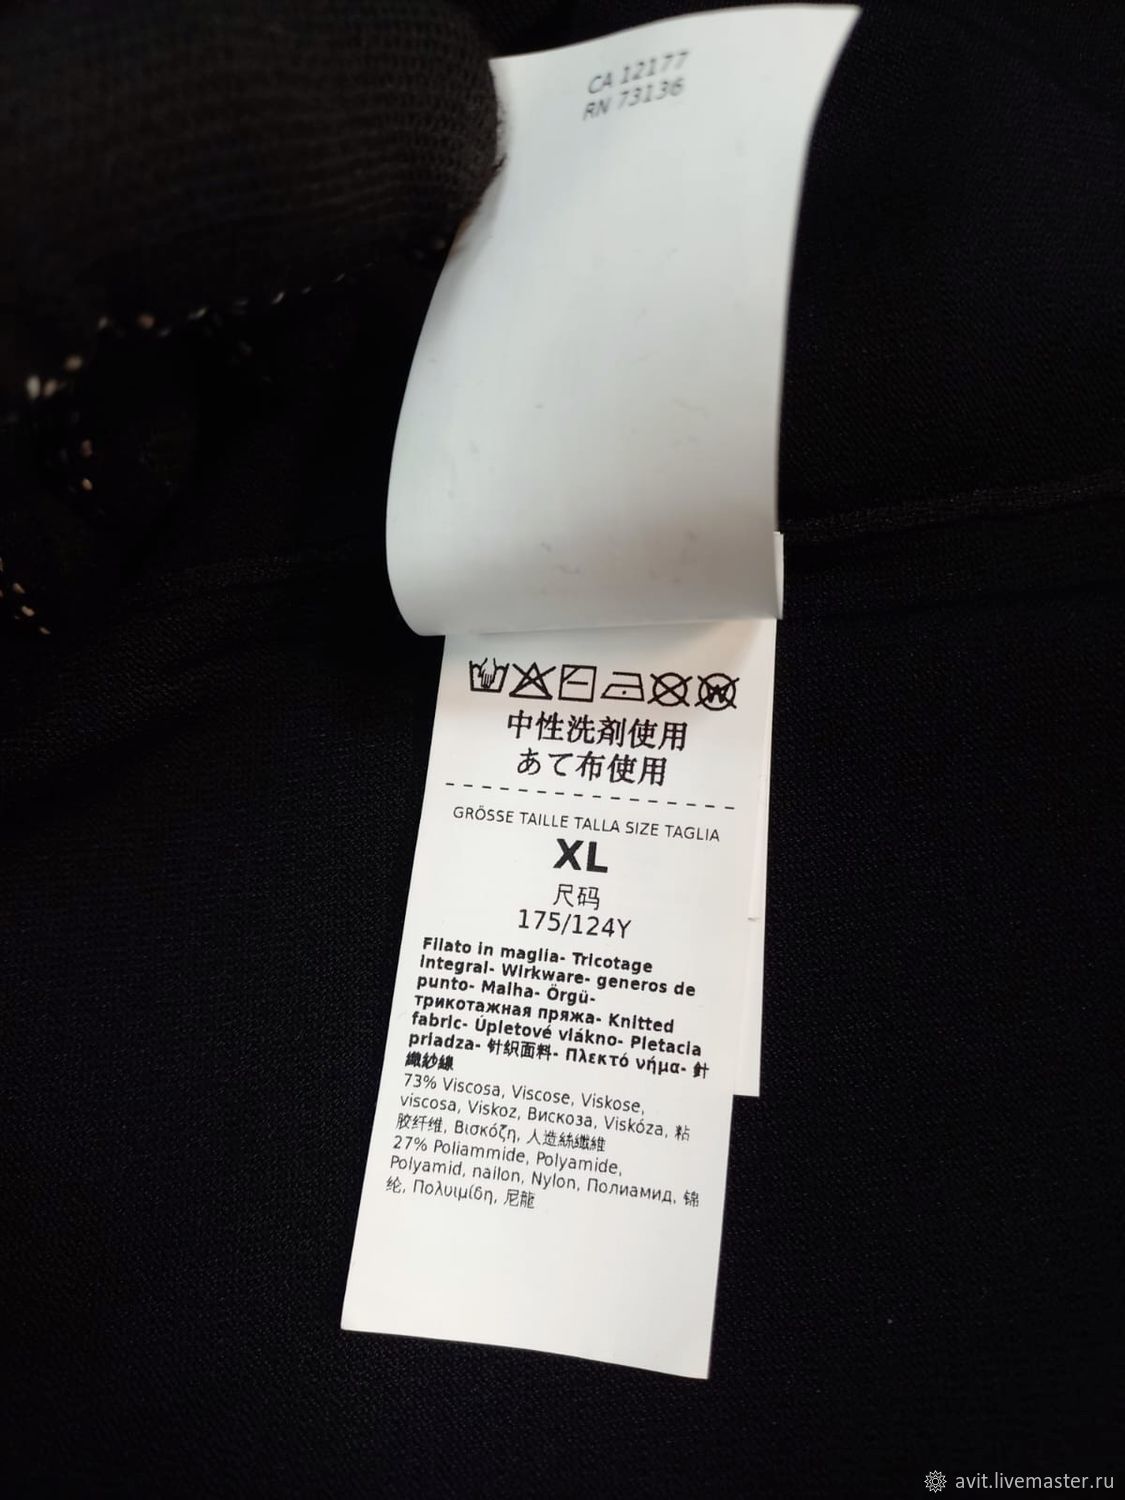 CA 12177
RN 73136
中性洗剤使用
あて布使用
GRÖSSE TAILLE TALLA SIZE TAGLIA
XL
尺码
175/124Y
Filato in maglia- Tricotage
Integral- Wirkware- generos de
punto- Malha- Örgü-
трикотажная пряжа- Knitted
fabric- Úpletové vlákno- Pletacia
priadza- 针织面料- Πλεκτό νήμα- 針
織紗線
73% Viscosa, Viscose, Viskose,
viscosa, Viskoz, Вискоза, Viskóza, 粘
胶纤维, Βισκόζη, 人造絲纖維
27% Poliammide, Polyamide,
Polyamid, nailon, Nylon, Полиамид, 锦
纶, Πολυιμίδη, 尼龍
avit.livemaster.ru